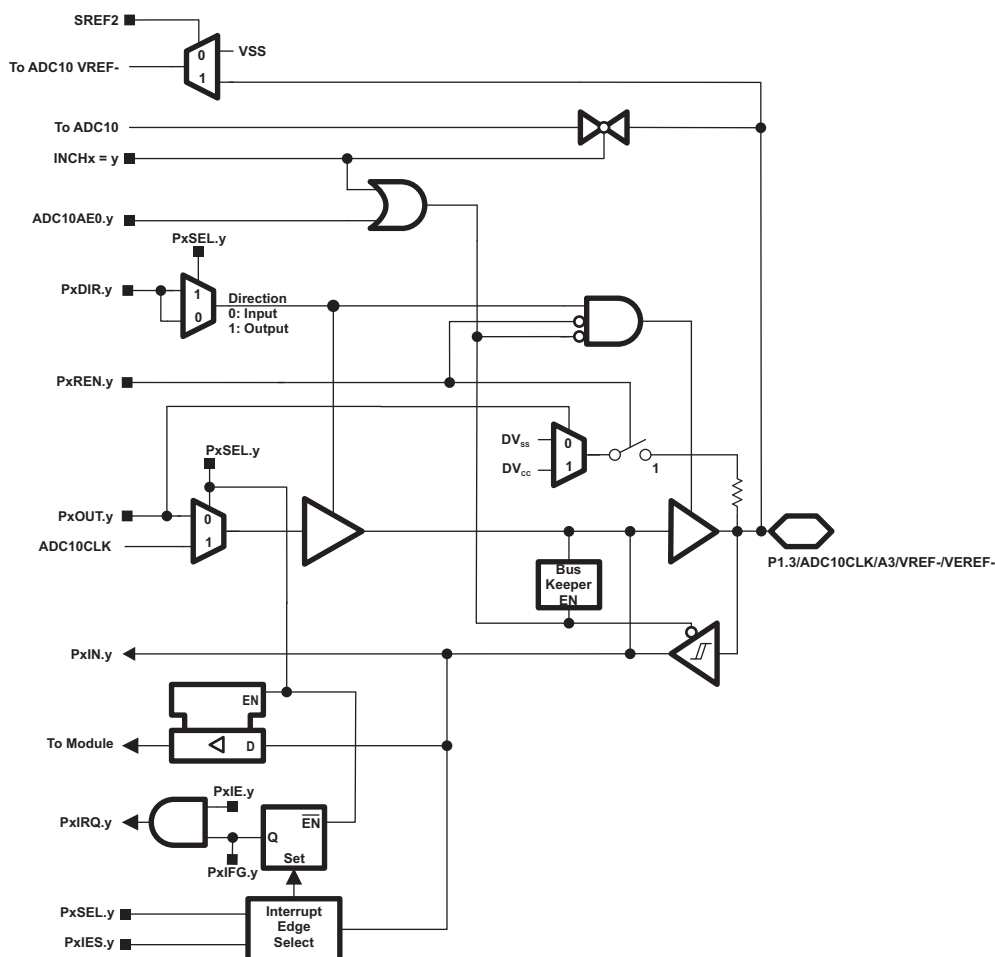 SREF2
0
VSS
To ADC10 VREF-
1
To ADC10
INCHx = y
ADC10AE0.y
PxSEL.y
PxDIR.y
1
0
Direction
0: Input
1: Output
PxREN.y
DVSS
0
DVCC
1
1
PxSEL.y
PxOUT.y
0
ADC10CLK
1
P1.3/ADC10CLK/A3/VREF-/VEREF-
Bus
Keeper
EN
PxIN.y
EN
To Module
D
PxIE.y
PxIRQ.y
EN
Q
Set
PxIFG.y
PxSEL.y
PxIES.y
Interrupt
Edge
Select